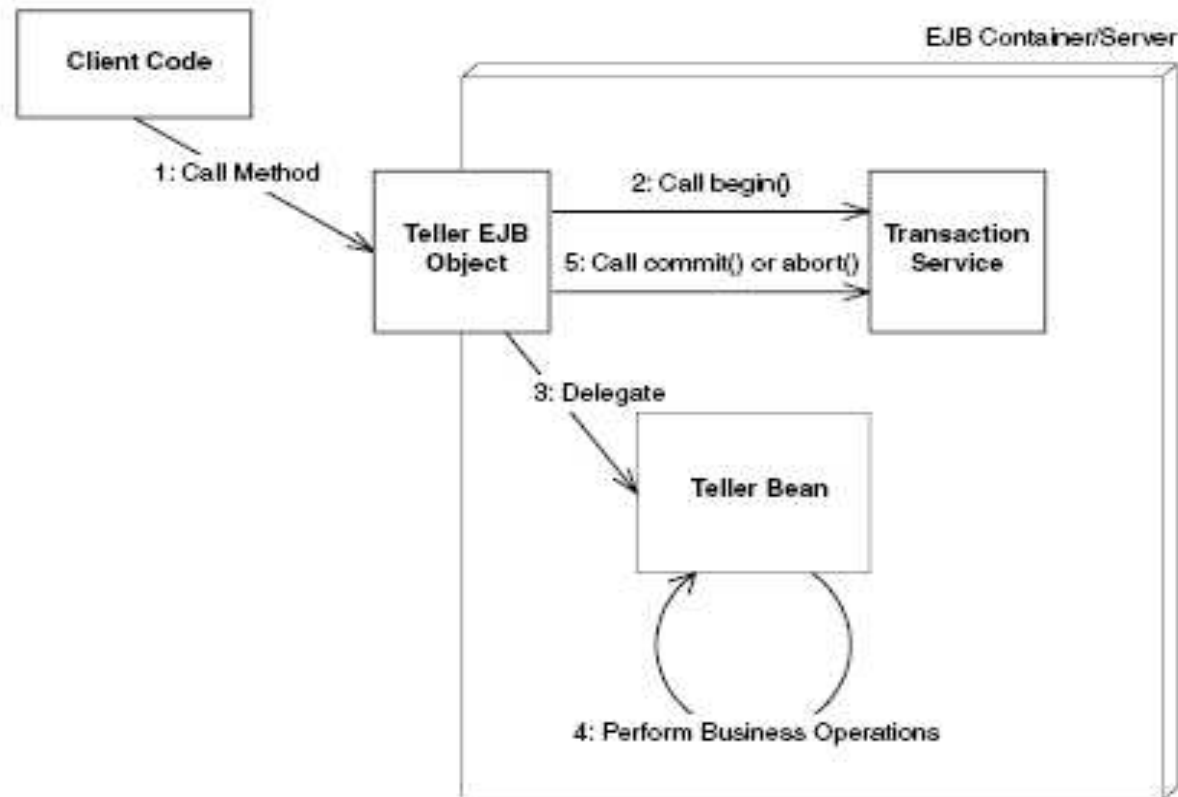 EJB Container/Server
Client Code
1: Call Method
2: Call begin()
Teller EJB
Object
Transaction
Service
5: Call commit() or abort()
3: Delegate
Teller Bean
4: Perform Business Operations